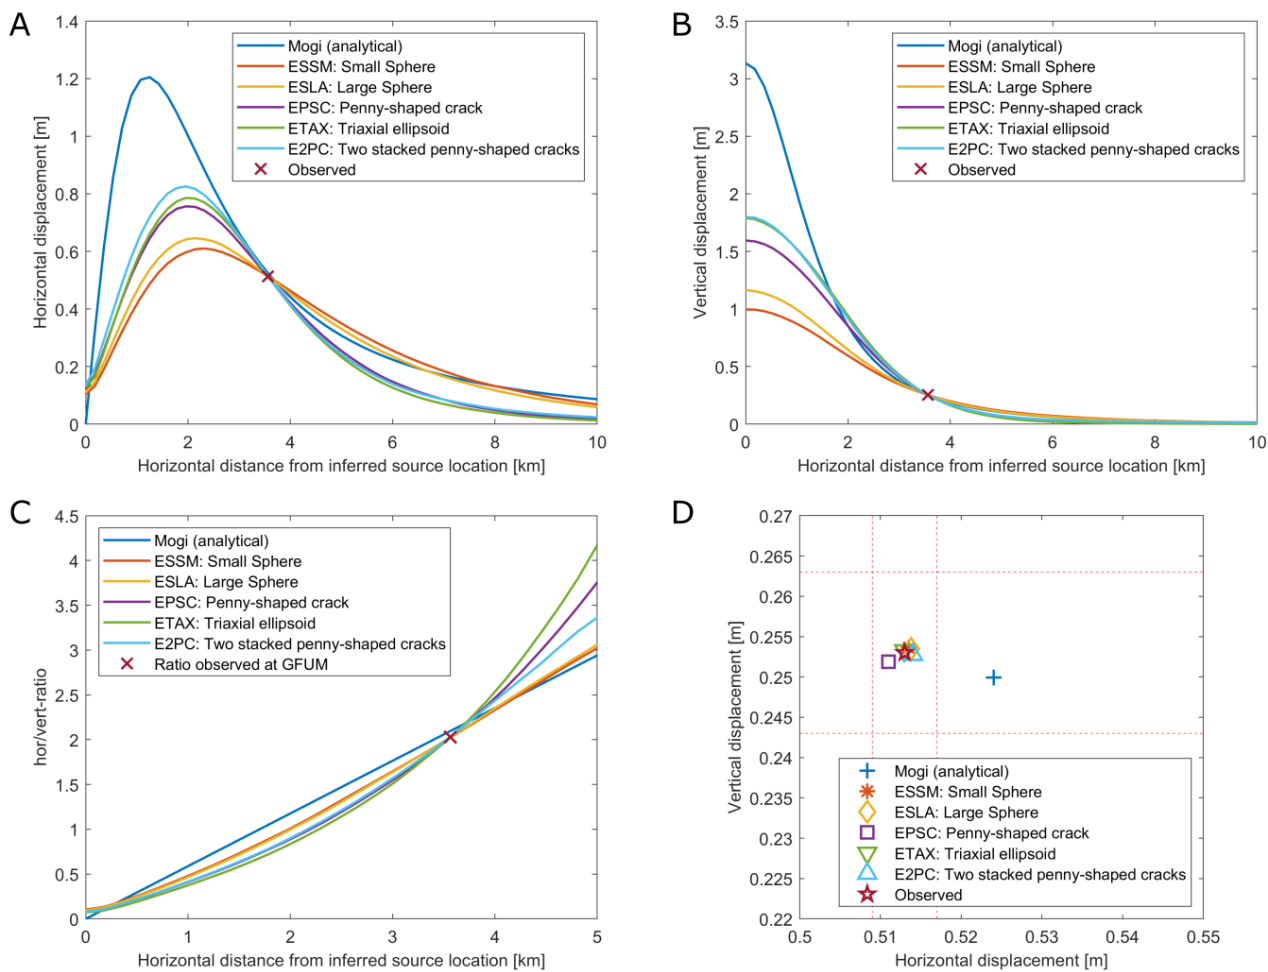 A
Horizontal displacement [m]
1.4
1.2
1
0.8
0.6
0.4
0.2
0
Mogi (analytical)
ESSM: Small Sphere
ESLA: Large Sphere
EPSC: Penny-shaped crack
ETAX: Triaxial ellipsoid
E2PC: Two stacked penny-shaped cracks
Observed
0 2 4 6 8 10
Horizontal distance from inferred source location [km]
B
Vertical displacement [m]
3.5
3
2.5
2
1.5
1
0.5
0
Mogi (analytical)
ESSM: Small Sphere
ESLA: Large Sphere
EPSC: Penny-shaped crack
ETAX: Triaxial ellipsoid
E2PC: Two stacked penny-shaped cracks
Observed
0 2 4 6 8 10
Horizontal distance from inferred source location [km]
C
hor/vert-ratio
4.5
4
3.5
3
2.5
2
1.5
1
0.5
0
Mogi (analytical)
ESSM: Small Sphere
ESLA: Large Sphere
EPSC: Penny-shaped crack
ETAX: Triaxial ellipsoid
E2PC: Two stacked penny-shaped cracks
Ratio observed at GFUM
0 1 2 3 4 5
Horizontal distance from inferred source location [km]
D
Vertical displacement [m]
0.27
0.265
0.26
0.255
0.25
0.245
0.24
0.235
0.23
0.225
0.22
Mogi (analytical)
ESSM: Small Sphere
ESLA: Large Sphere
EPSC: Penny-shaped crack
ETAX: Triaxial ellipsoid
E2PC: Two stacked penny-shaped cracks
Observed
0.5 0.51 0.52 0.53 0.54 0.55
Horizontal displacement [m]